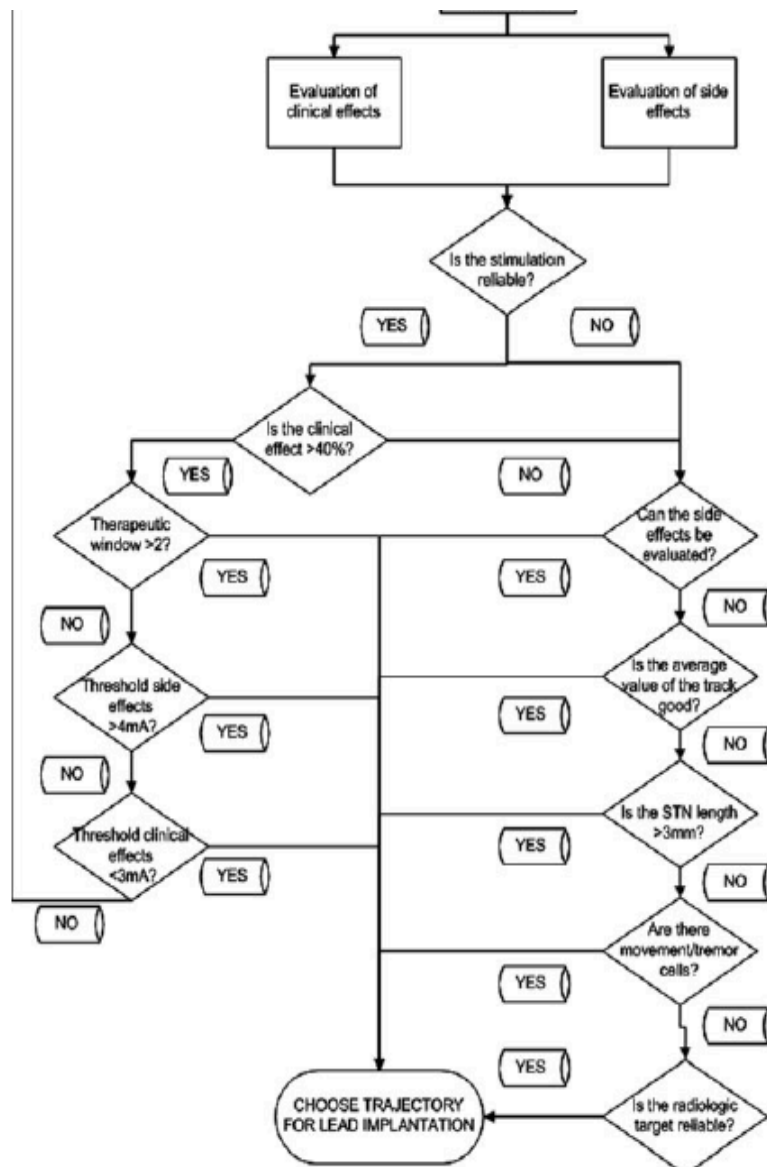 Evaluation of
clinical effects
Evaluation of side
effects
Is the stimulation
reliable?
YES
NO
Is the clinical
effect >40%?
YES
NO
Therapeutic
window >2?
Can the side
effects be
evaluated?
YES
YES
NO
NO
Threshold side
effects
>4mA?
Is the average
value of the track
good?
YES
YES
NO
NO
Threshold clinical
effects
<3mA?
Is the STN length
>3mm?
YES
YES
NO
NO
Are there
movement/tremor
cells?
YES
NO
YES
CHOOSE TRAJECTORY
FOR LEAD IMPLANTATION
Is the radiologic
target reliable?